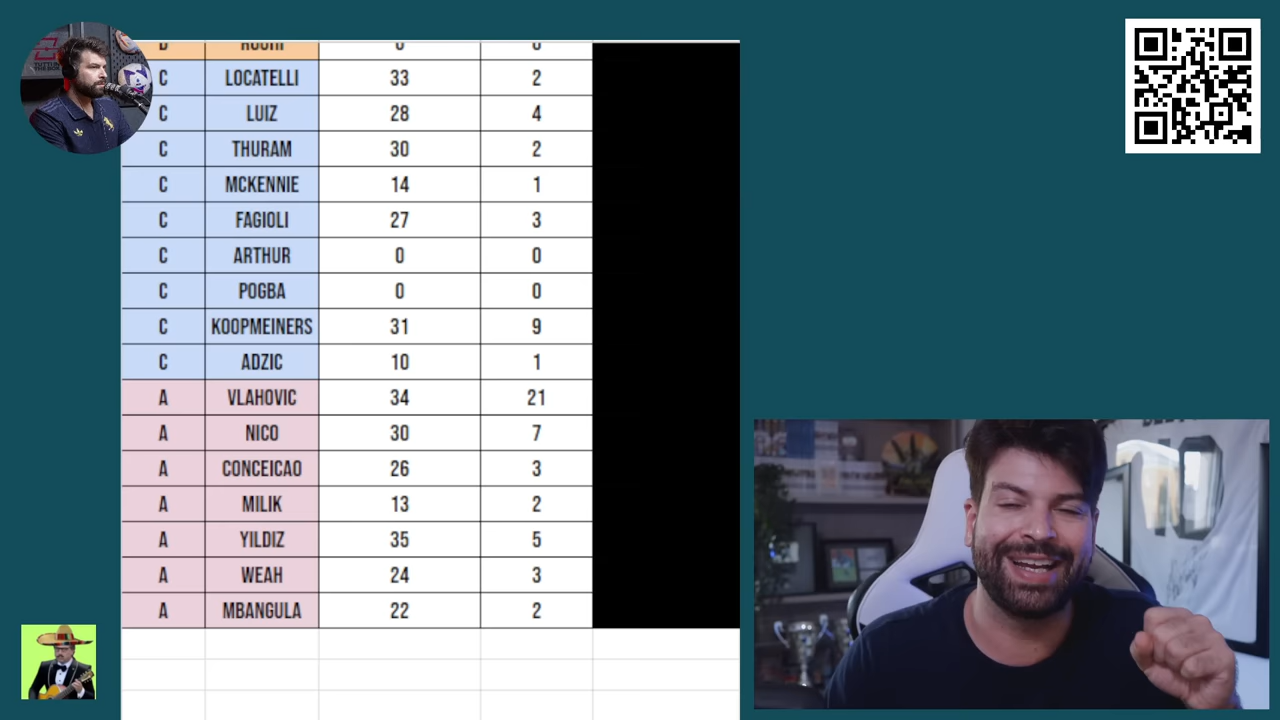 C LOCATELLI 33 2
C LUIZ 28 4
C THURAM 30 2
C MCKENNIE 14 1
C FAGIOLI 27 3
C ARTHUR 0 0
C POGBA 0 0
C KOOPMEINERS 31 9
C ADZIC 10 1
A VLAHOVIC 34 21
A NICO 30 7
A CONCEICAO 26 3
A MILIK 13 2
A YILDIZ 35 5
A WEAH 24 3
A MBANGULA 22 2